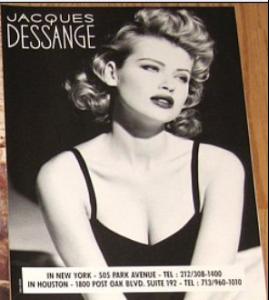 JACQUES
DESSANGE
IN NEW YORK - 505 PARK AVENUE - TEL : 212/308-1400
IN HOUSTON - 1800 POST OAK BLVD. SUITE 192 - TEL : 713/960-1010